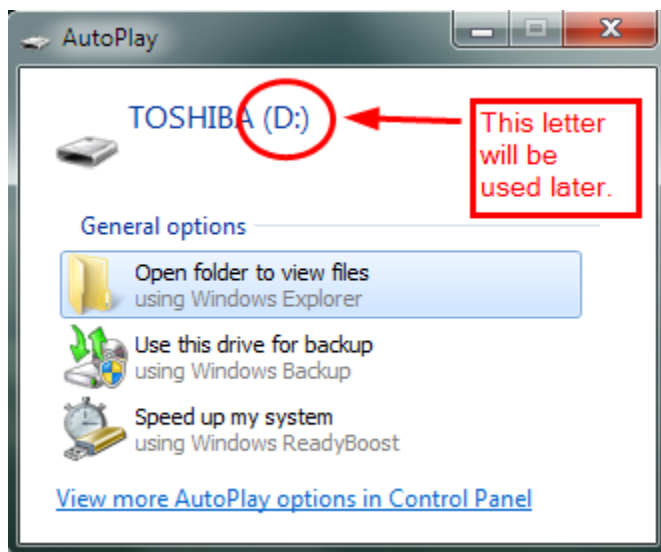 AutoPlay
TOSHIBA (D:)
This letter
will be
used later.
General options
Open folder to view files
using Windows Explorer
Use this drive for backup
using Windows Backup
Speed up my system
using Windows ReadyBoost
View more AutoPlay options in Control Panel